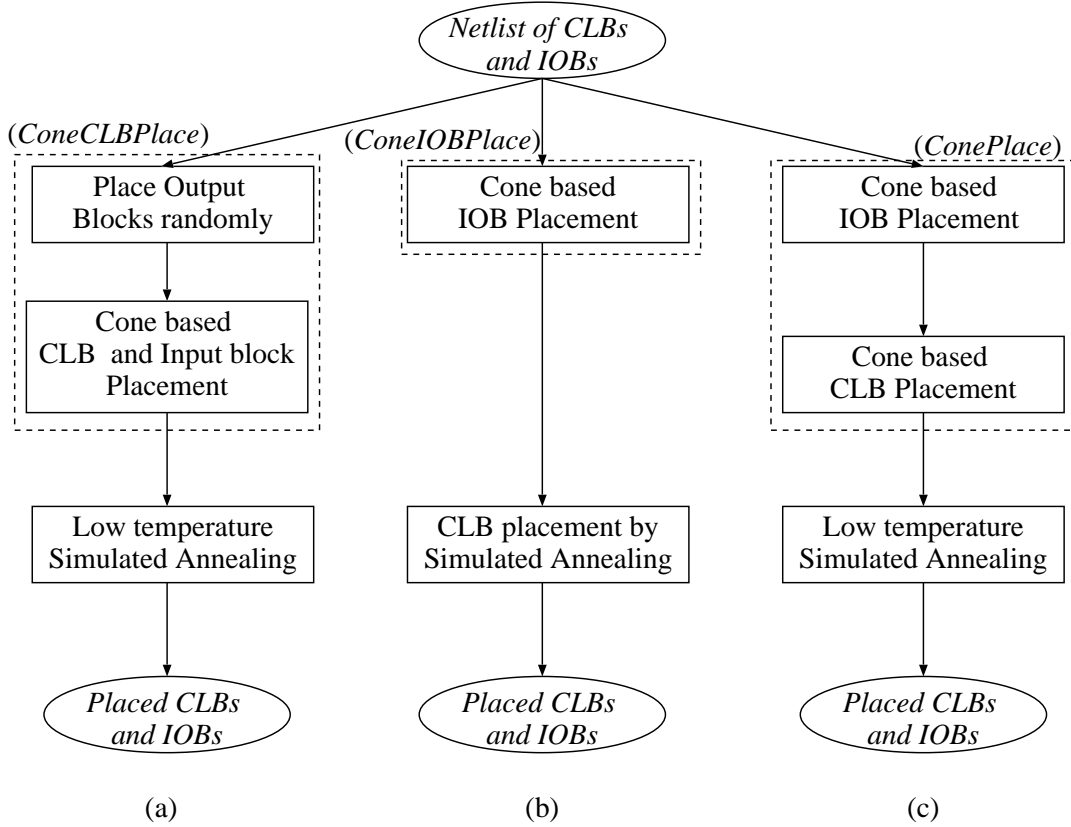 Netlist of CLBs
and IOBs
(ConeCLBPlace)
Place Output
Blocks randomly
Cone based
CLB and Input block
Placement
Low temperature
Simulated Annealing
Placed CLBs
and IOBs
(a)
(ConeIOBPlace)
Cone based
IOB Placement
CLB placement by
Simulated Annealing
Placed CLBs
and IOBs
(b)
(ConePlace)
Cone based
IOB Placement
Cone based
CLB Placement
Low temperature
Simulated Annealing
Placed CLBs
and IOBs
(c)